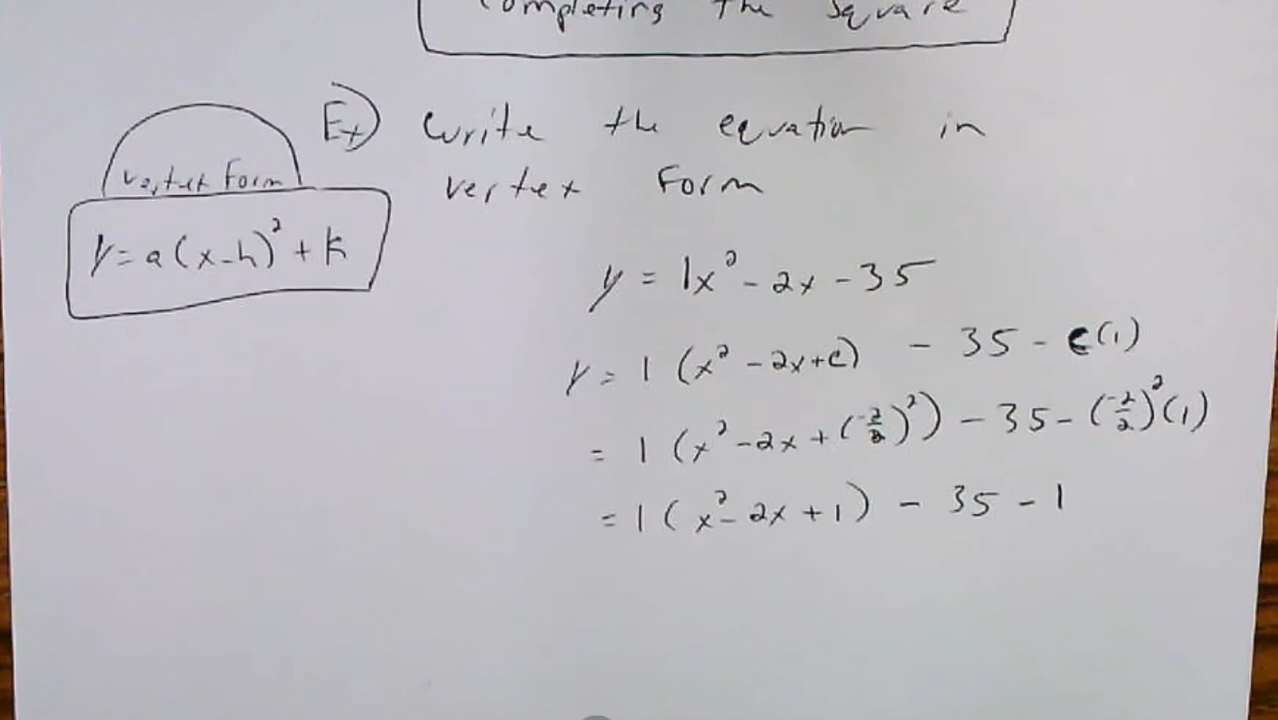 Completing the Square
Ex) Write the equation in
vertex Form
vertex Form
y = a(x-h)² + k
y = 1x² - 2x - 35
y = 1 (x² - 2x + c) - 35 - c(1)
= 1 (x² - 2x + (-2/2)²) - 35 - (-2/2)²(1)
= 1 (x² - 2x + 1) - 35 - 1